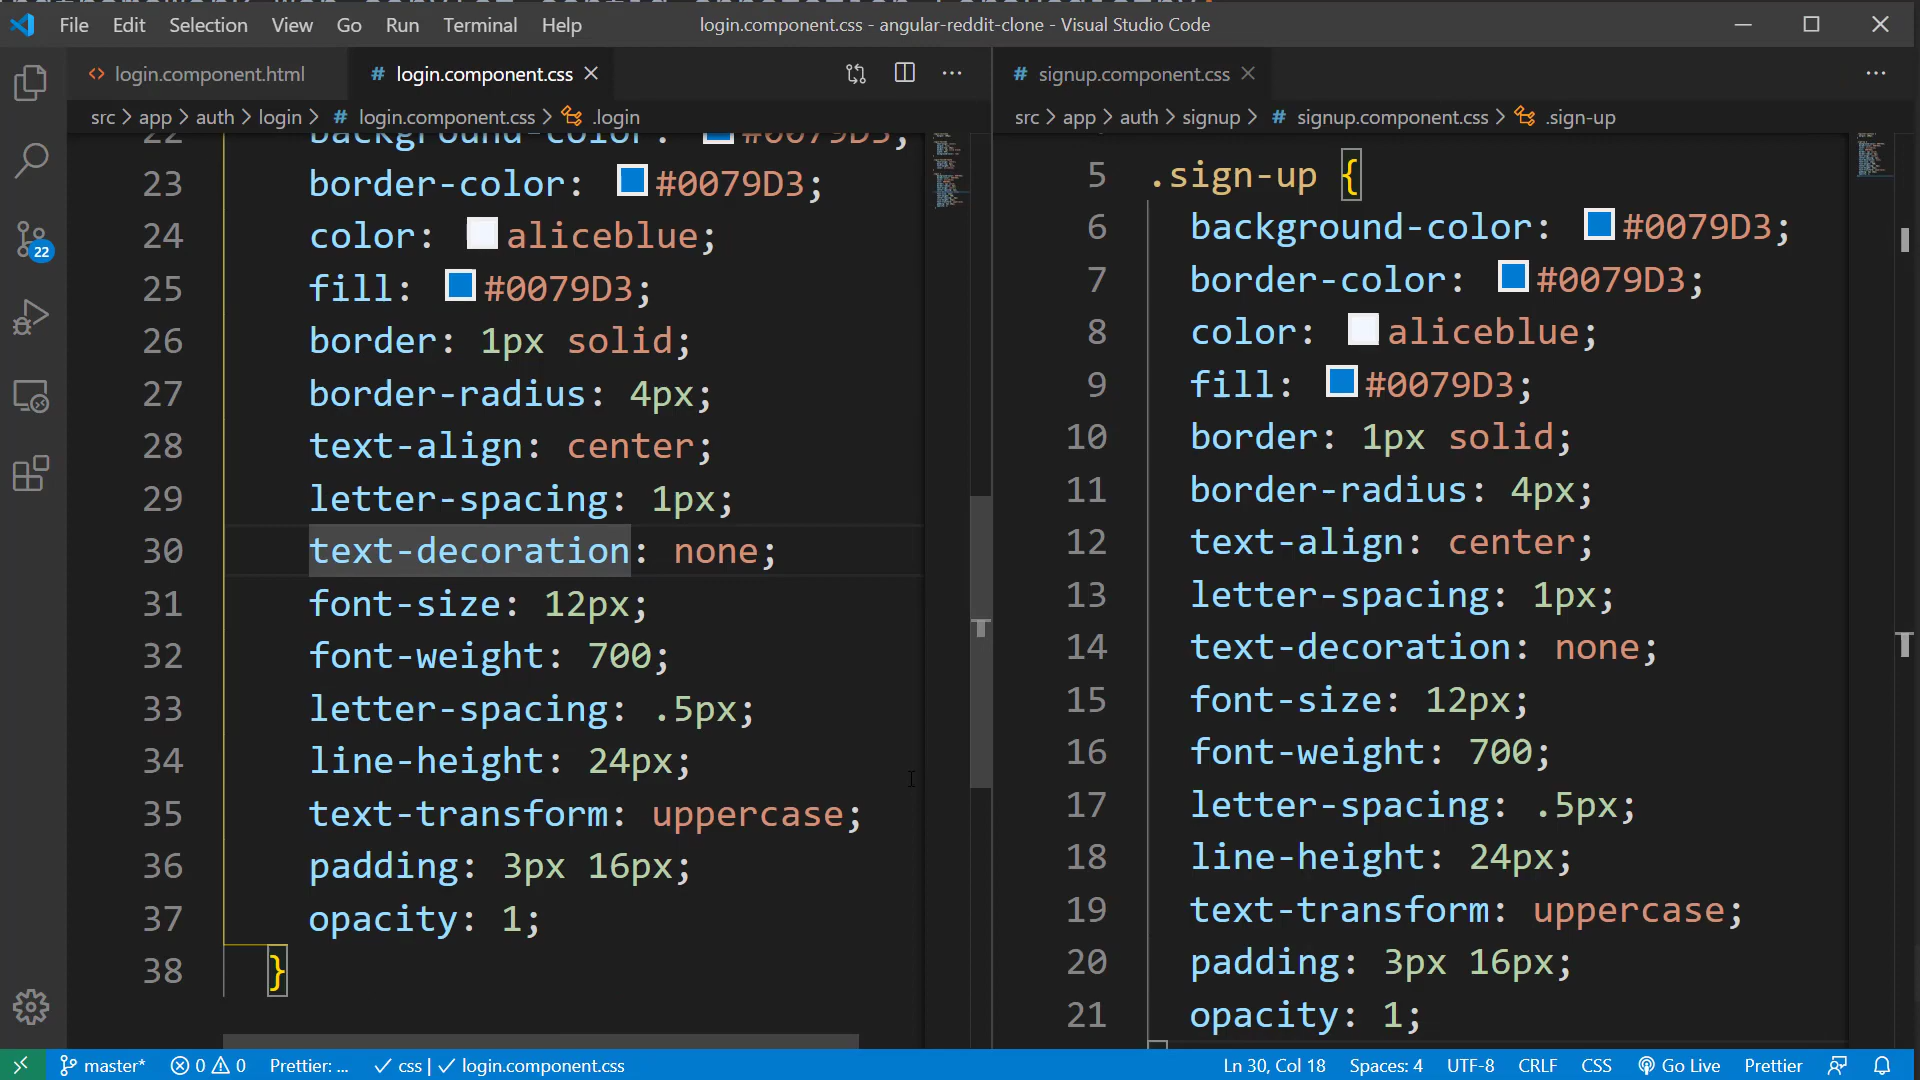 File Edit Selection View Go Run Terminal Help
login.component.css - angular-reddit-clone - Visual Studio Code
login.component.html
# login.component.css
src > app > auth > login > # login.component.css > .login
22 background-color: #0079D3;
23 border-color: #0079D3;
24 color: aliceblue;
25 fill: #0079D3;
26 border: 1px solid;
27 border-radius: 4px;
28 text-align: center;
29 letter-spacing: 1px;
30 text-decoration: none;
31 font-size: 12px;
32 font-weight: 700;
33 letter-spacing: .5px;
34 line-height: 24px;
35 text-transform: uppercase;
36 padding: 3px 16px;
37 opacity: 1;
38 }
# signup.component.css
src > app > auth > signup > # signup.component.css > .sign-up
5 .sign-up {
6 background-color: #0079D3;
7 border-color: #0079D3;
8 color: aliceblue;
9 fill: #0079D3;
10 border: 1px solid;
11 border-radius: 4px;
12 text-align: center;
13 letter-spacing: 1px;
14 text-decoration: none;
15 font-size: 12px;
16 font-weight: 700;
17 letter-spacing: .5px;
18 line-height: 24px;
19 text-transform: uppercase;
20 padding: 3px 16px;
21 opacity: 1;
22
master* 0 0 Prettier: ... ✓ css | ✓ login.component.css
Ln 30, Col 18 Spaces: 4 UTF-8 CRLF CSS Go Live Prettier